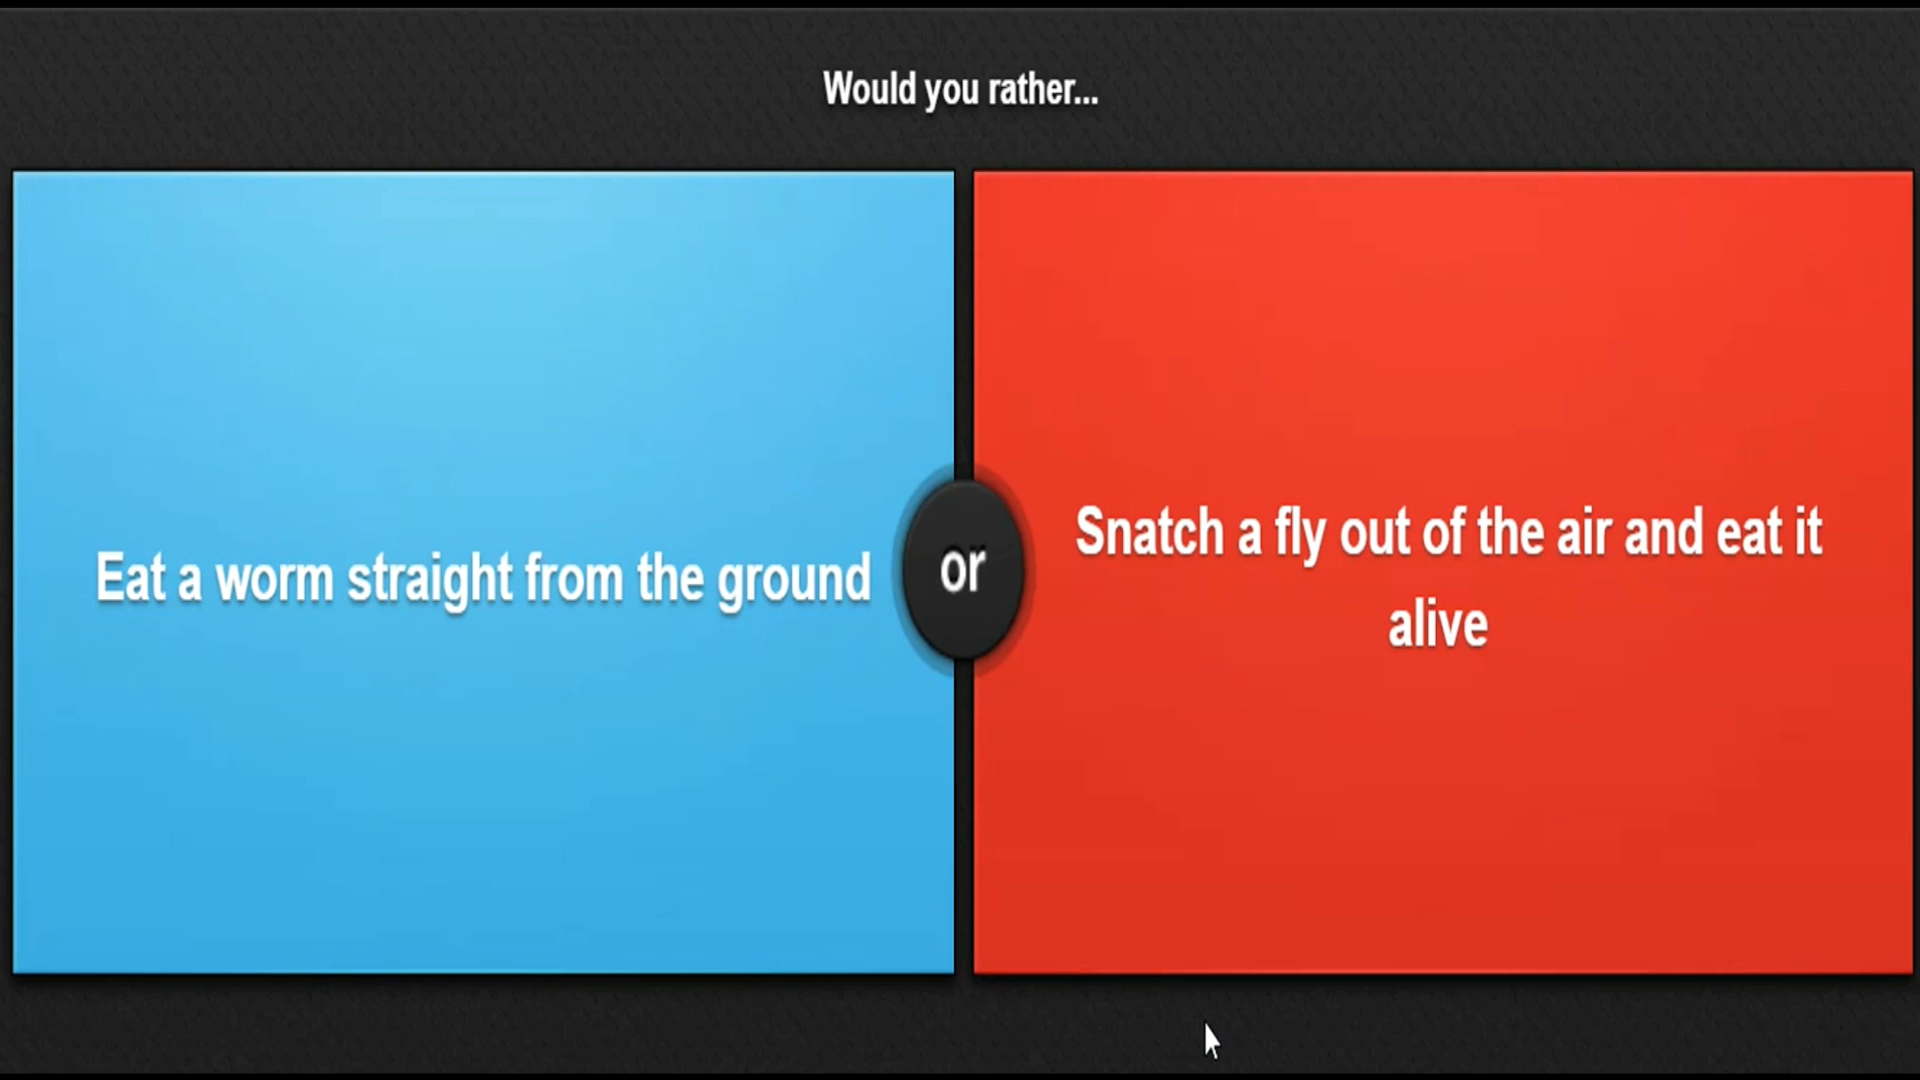 Would you rather...
Eat a worm straight from the ground
or
Snatch a fly out of the air and eat it
alive